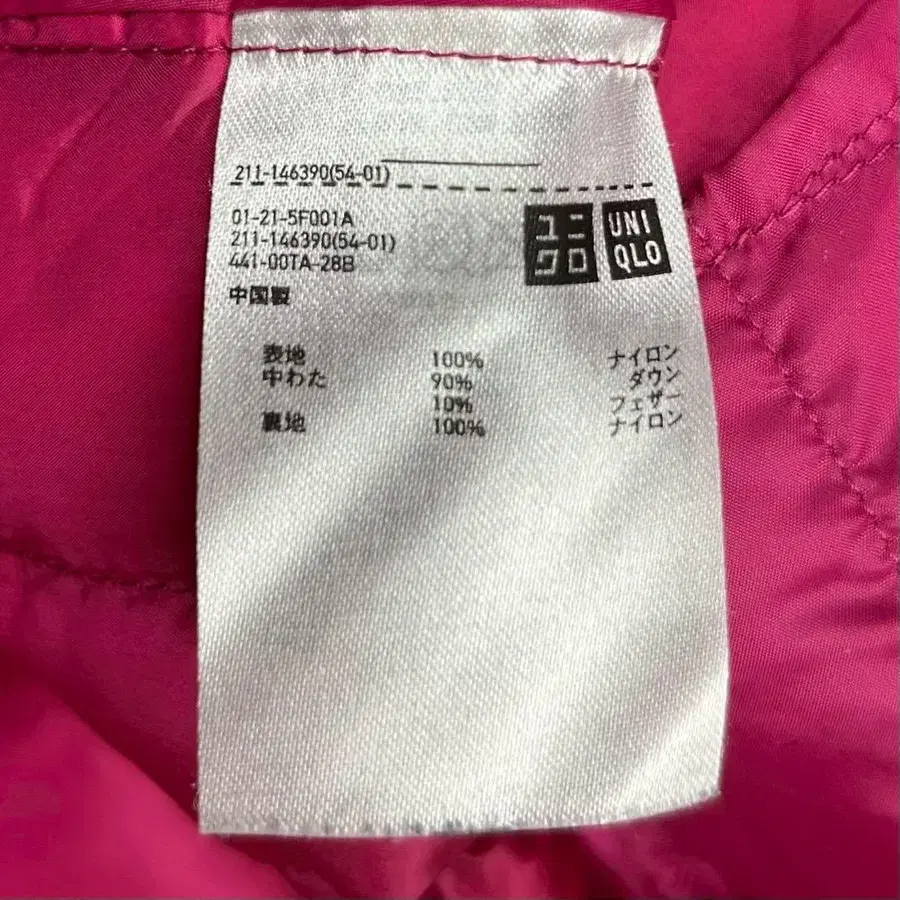 211-146390(54-01)
01-21-5F001A
211-146390(54-01)
441-00TA-28B
中国製
ユニ
クロ
UNI
QLO
表地 100% ナイロン
中わた 90% ダウン
10% フェザー
裏地 100% ナイロン